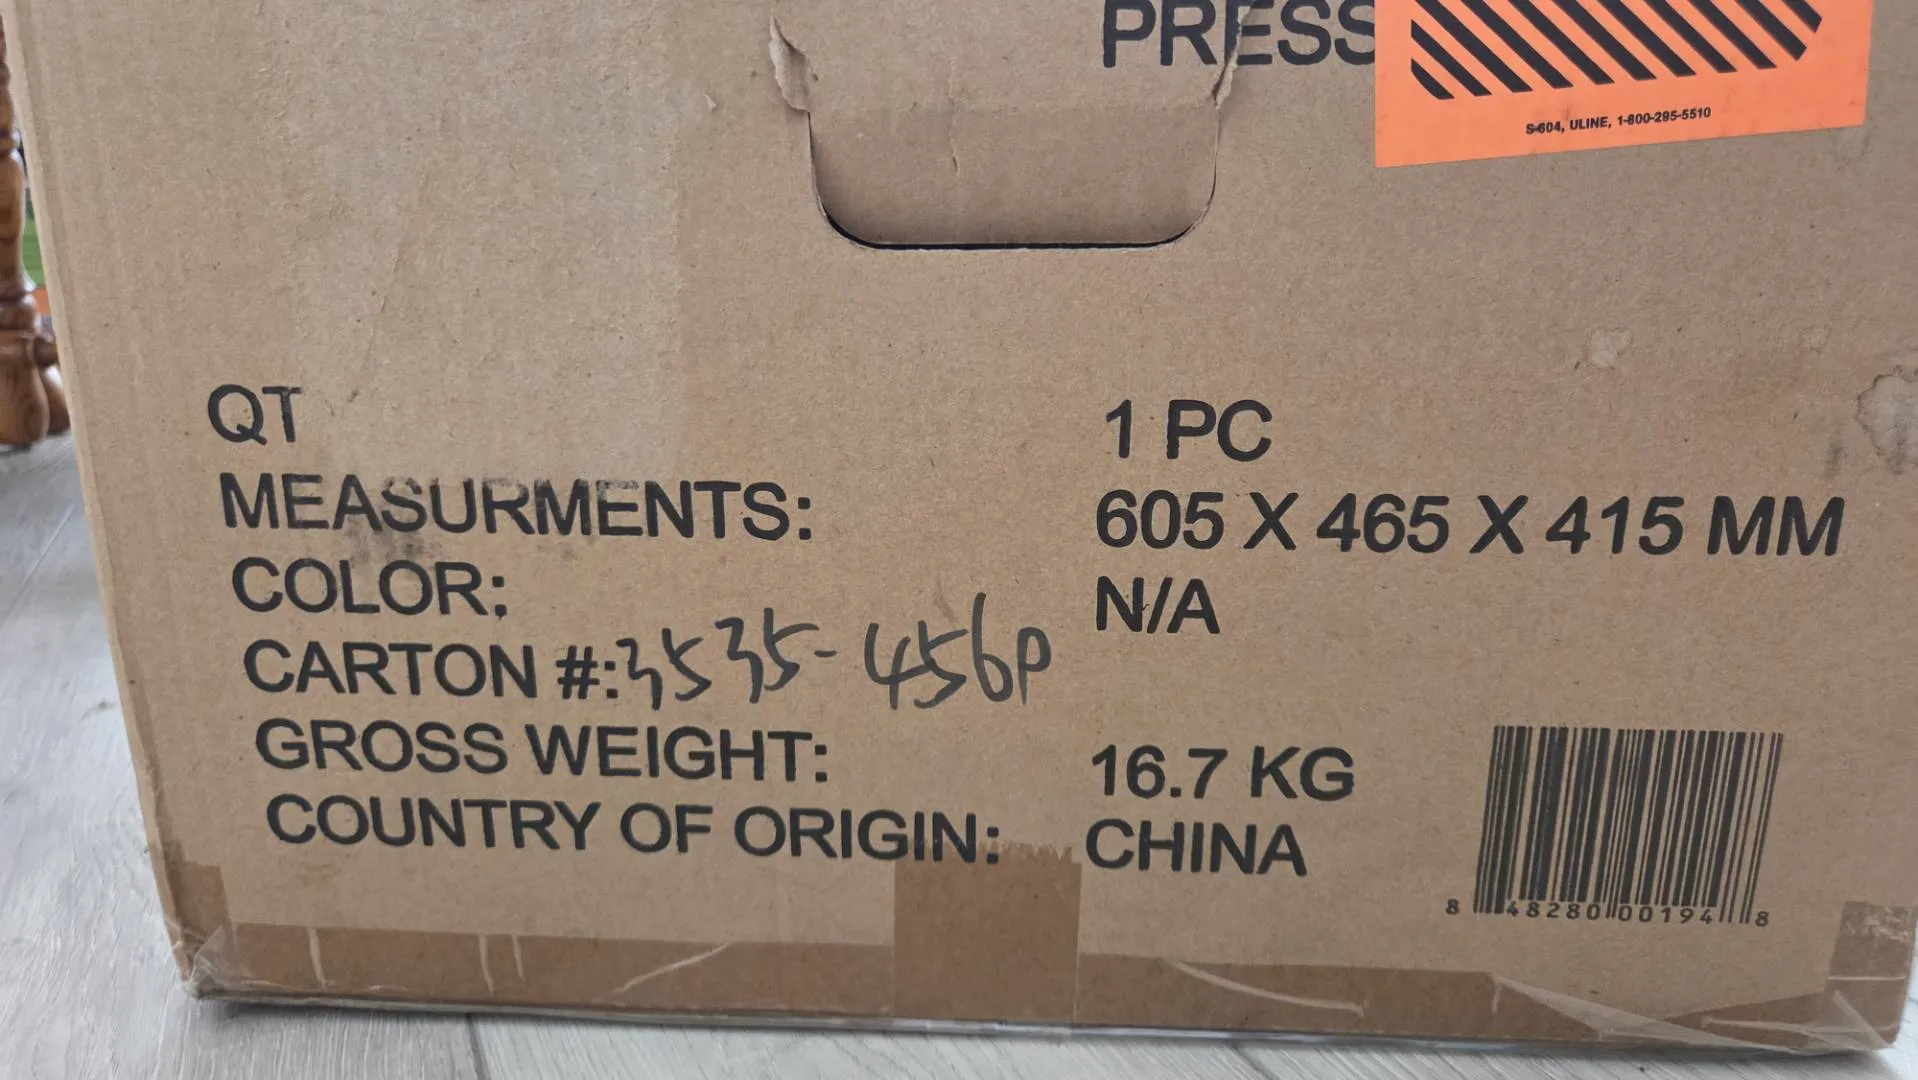 PRESS
S-604, ULINE, 1-800-295-5510
QT 1 PC
MEASURMENTS: 605 X 465 X 415 MM
COLOR: N/A
CARTON #: 3535-456P
GROSS WEIGHT: 16.7 KG
COUNTRY OF ORIGIN: CHINA
8 48280 00194 8